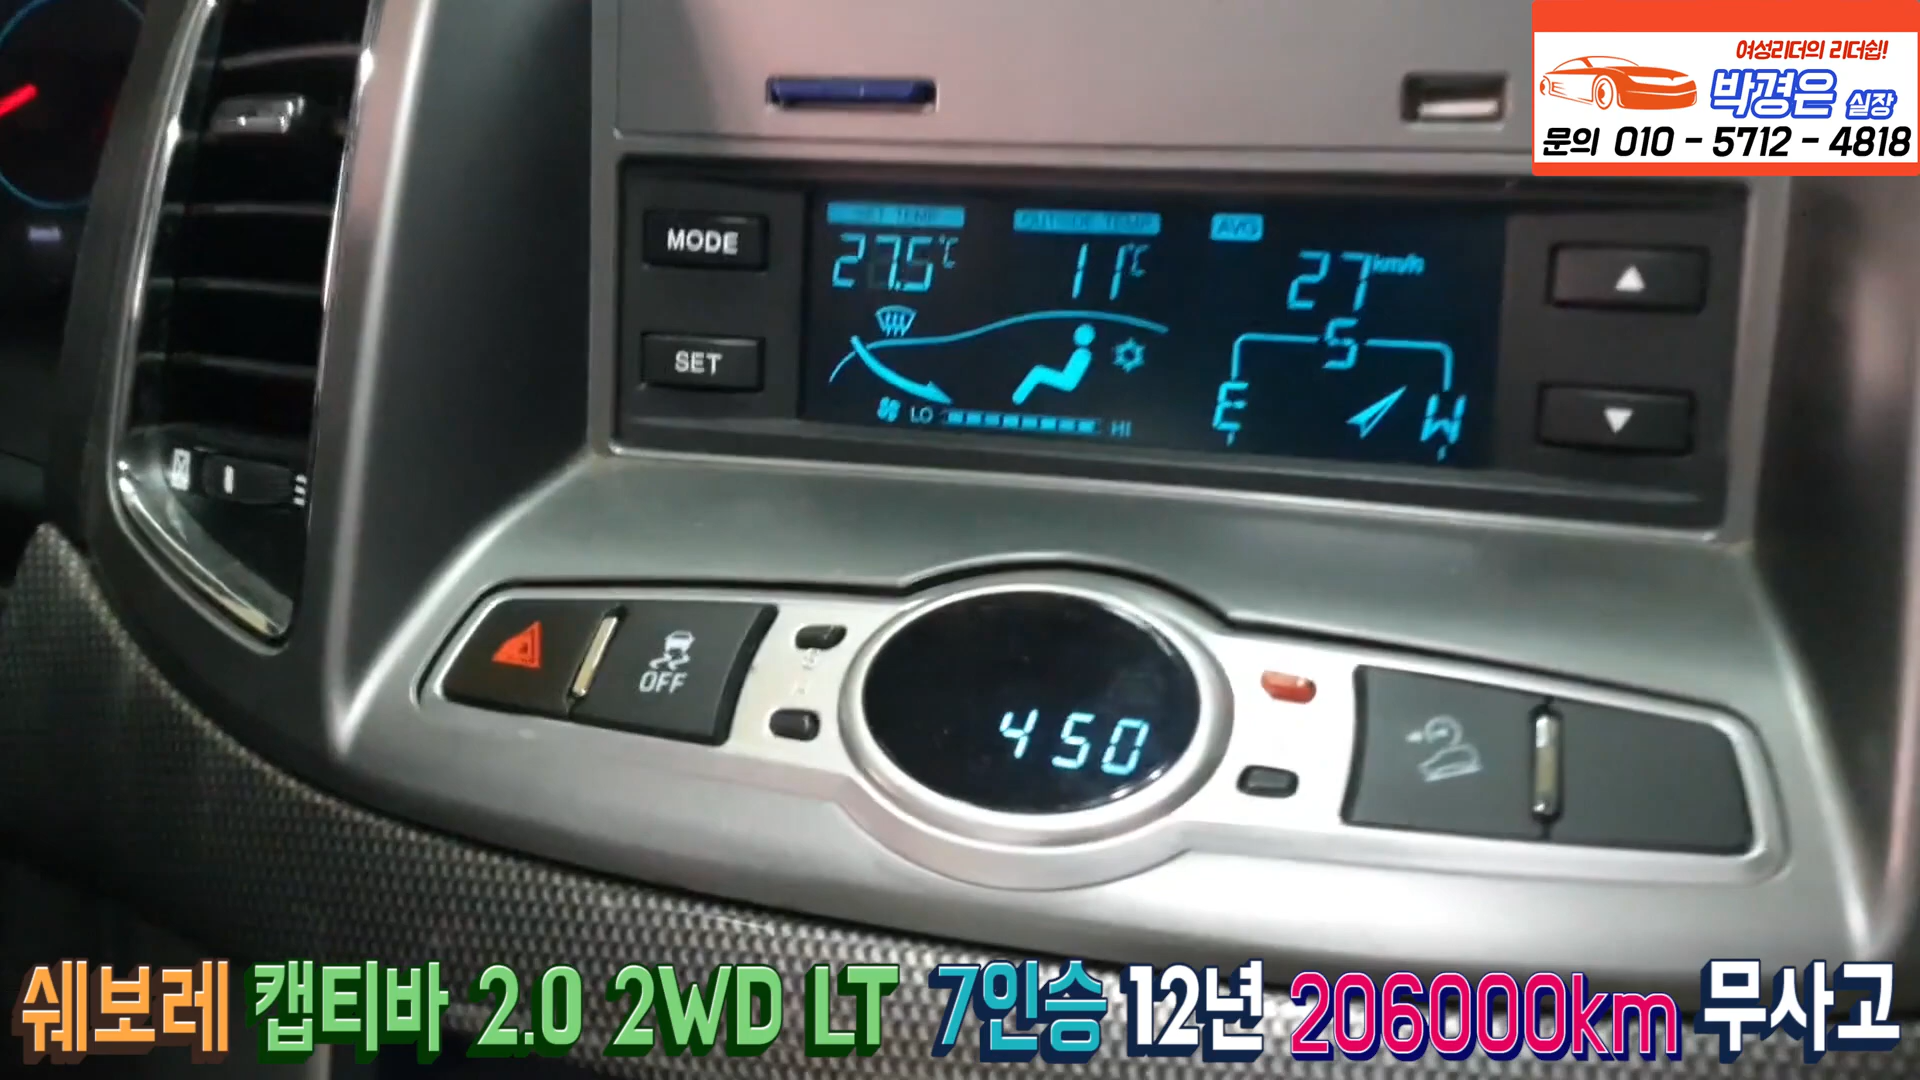 여성리더의 리더쉽!
박경은 실장
문의 010 - 5712 - 4818
MODE
SET TEMP
OUTSIDE TEMP
AVG
27.5℃
11℃
27 km/h
S
SET
E
W
LO
HI
OFF
450
쉐보레 캡티바 2.0 2WD LT 7인승 12년 206000km 무사고